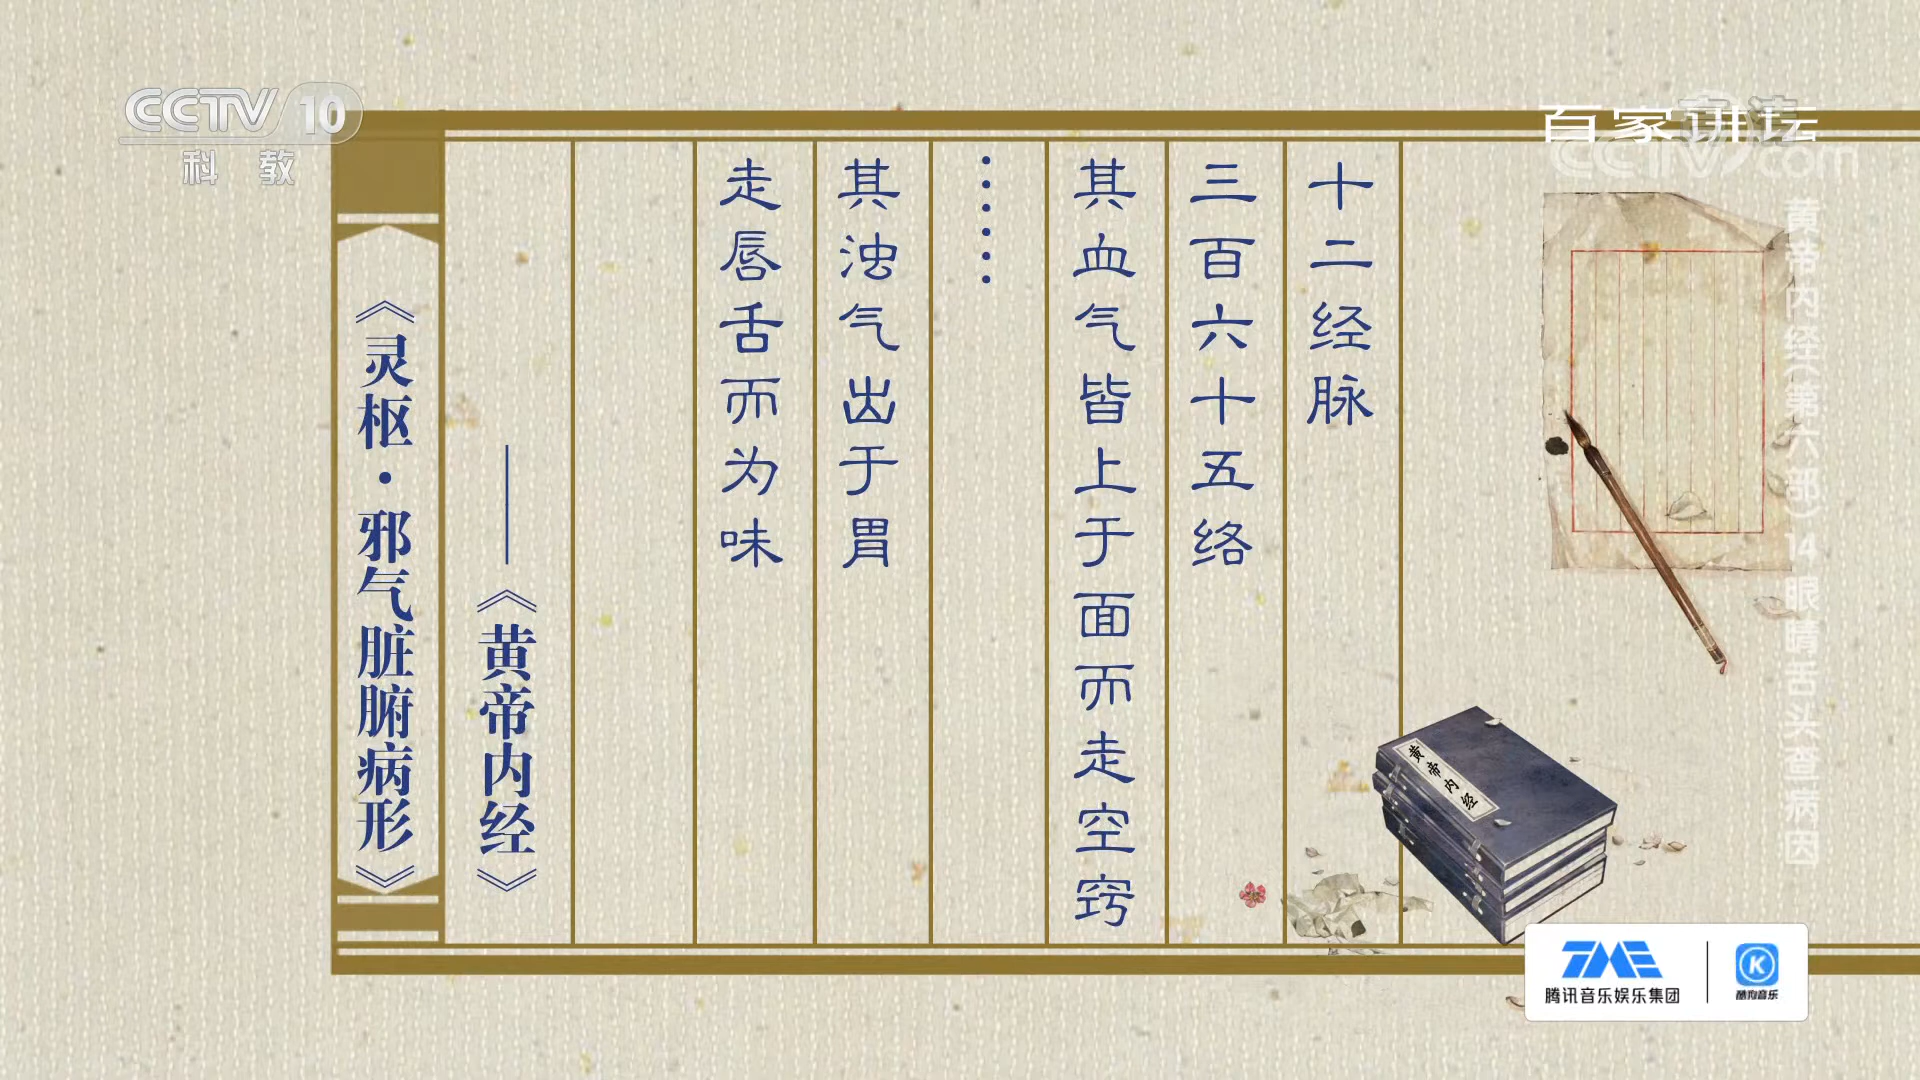 CCTV 10
科教
百家讲坛
黄帝内经（第六部）14 眼睛舌头查病因
十二经脉
三百六十五络
其血气皆上于面而走空窍
……
其浊气出于胃
走唇舌而为味
——《黄帝内经》
《灵枢·邪气脏腑病形》
黄帝内经
腾讯音乐娱乐集团
酷狗音乐